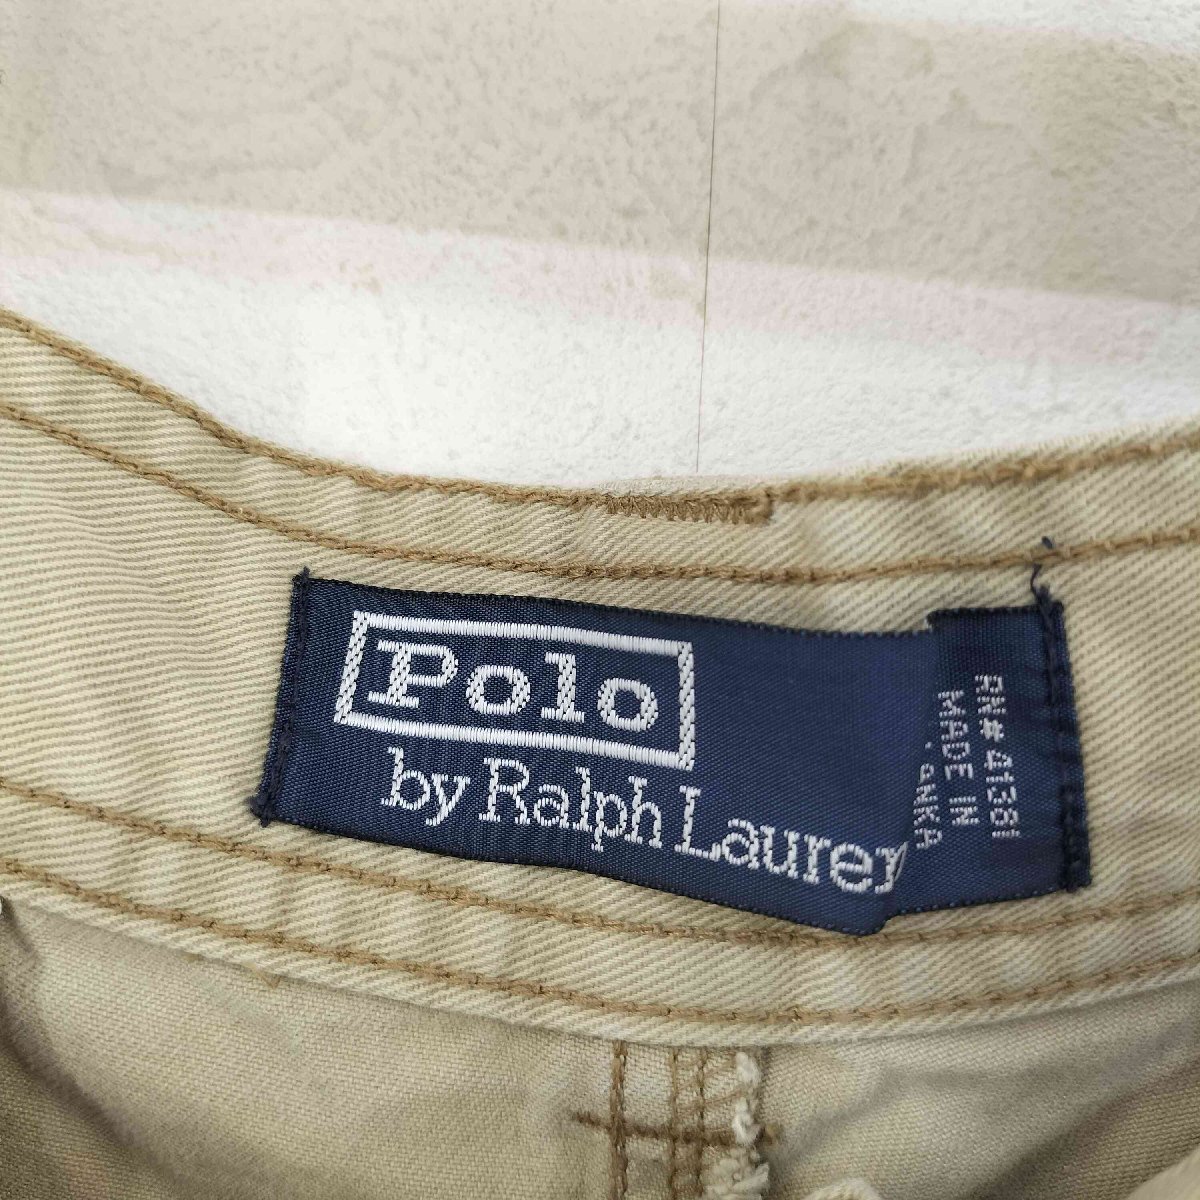 Polo
by Ralph Lauren
RN# 41381
MADE IN